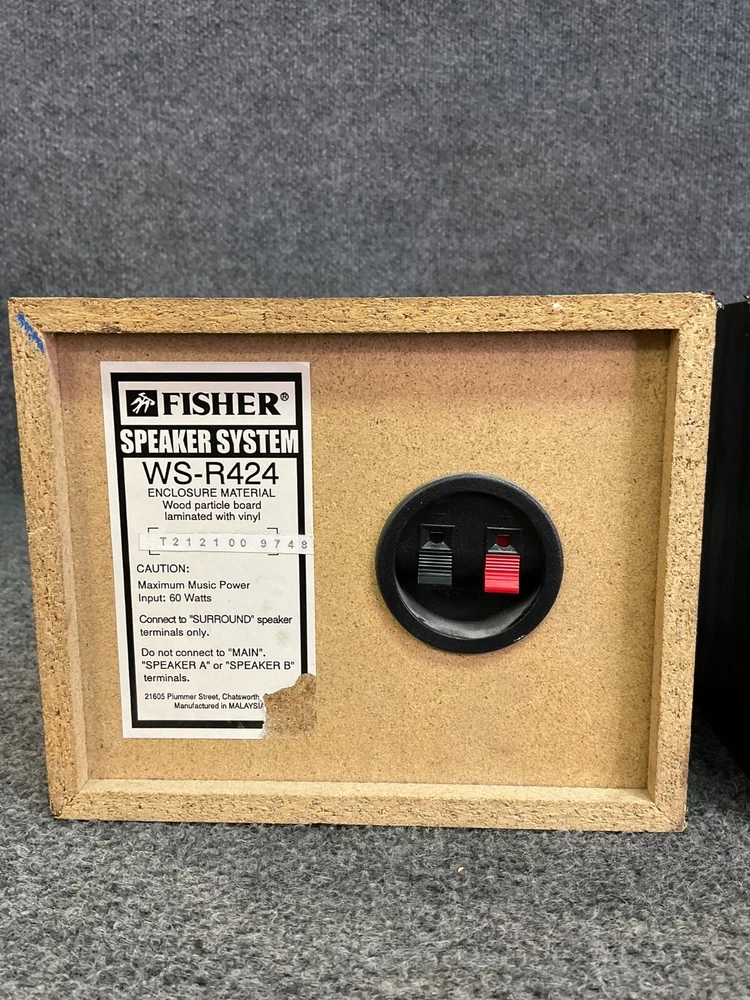 FISHER®
SPEAKER SYSTEM
WS-R424
ENCLOSURE MATERIAL
Wood particle board
laminated with vinyl
T2121009748
CAUTION:
Maximum Music Power
Input: 60 Watts
Connect to "SURROUND" speaker
terminals only.
Do not connect to "MAIN".
"SPEAKER A" or "SPEAKER B"
terminals.
21605 Plummer Street, Chatsworth,
Manufactured in MALAYSIA